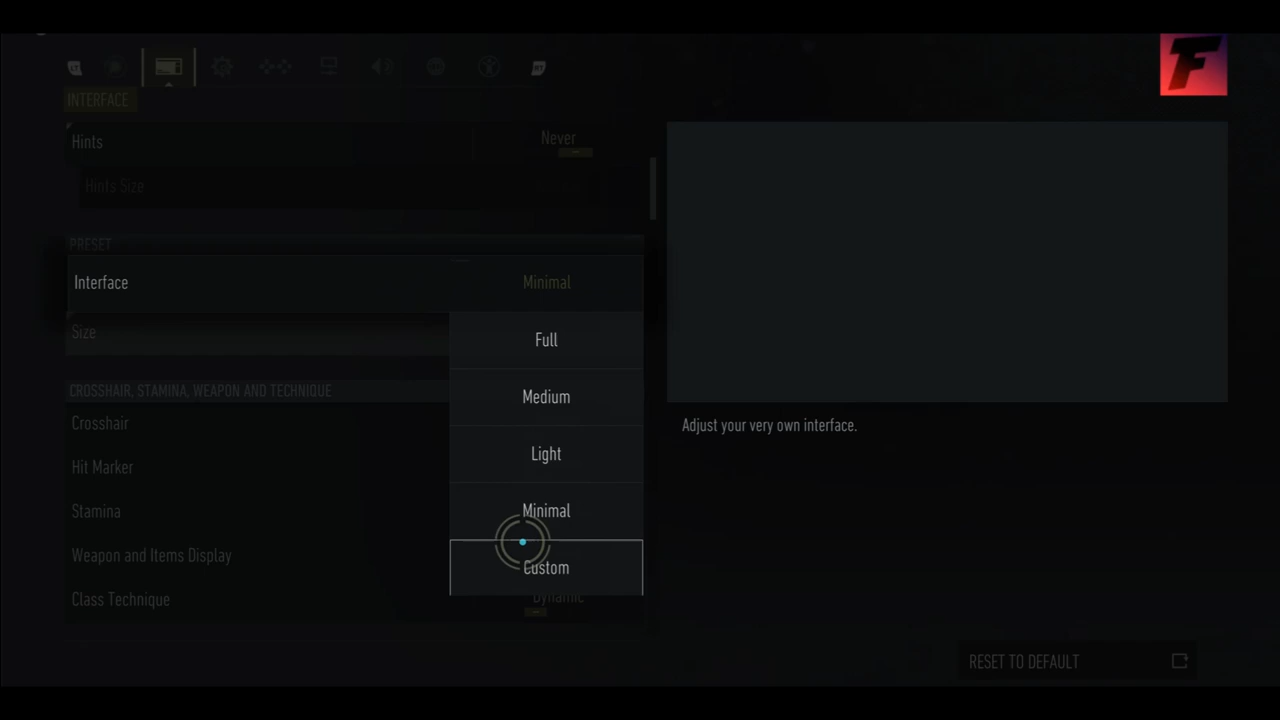 LT
RT
INTERFACE
Hints
Never
Hints Size
PRESET
Interface
Minimal
Size
Full
Medium
Light
Minimal
Custom
CROSSHAIR, STAMINA, WEAPON AND TECHNIQUE
Crosshair
Hit Marker
Stamina
Weapon and Items Display
Class Technique
Dynamic
Adjust your very own interface.
RESET TO DEFAULT
F